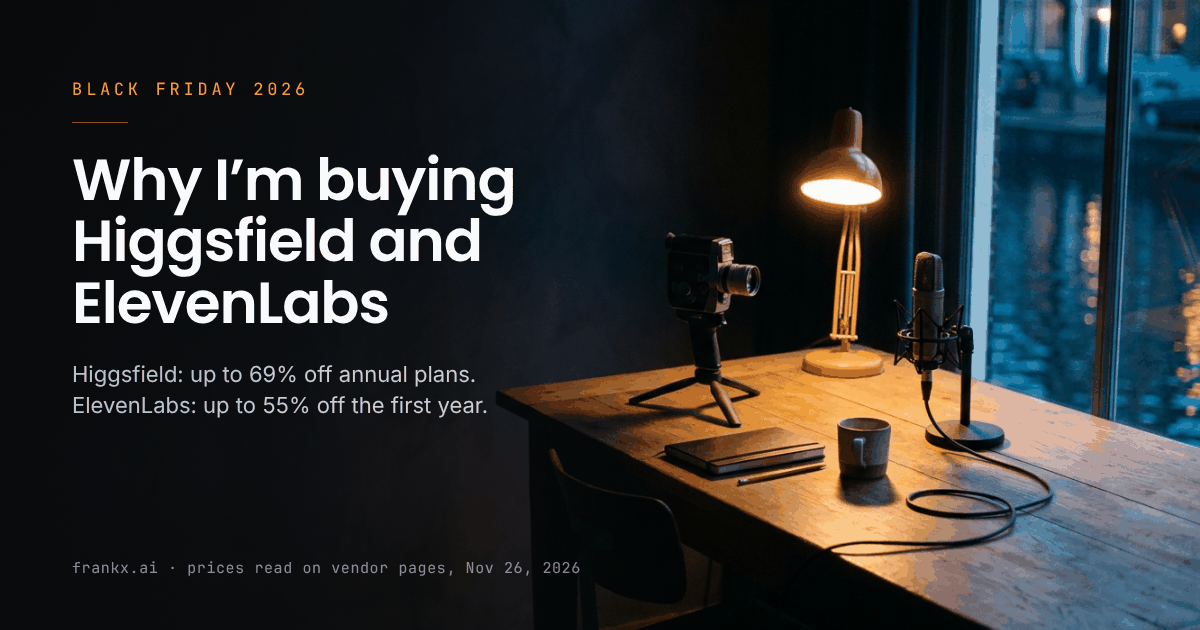 BLACK FRIDAY 2026
Why I’m buying
Higgsfield and
ElevenLabs
Higgsfield: up to 69% off annual plans.
ElevenLabs: up to 55% off the first year.
frankx.ai · prices read on vendor pages, Nov 26, 2026